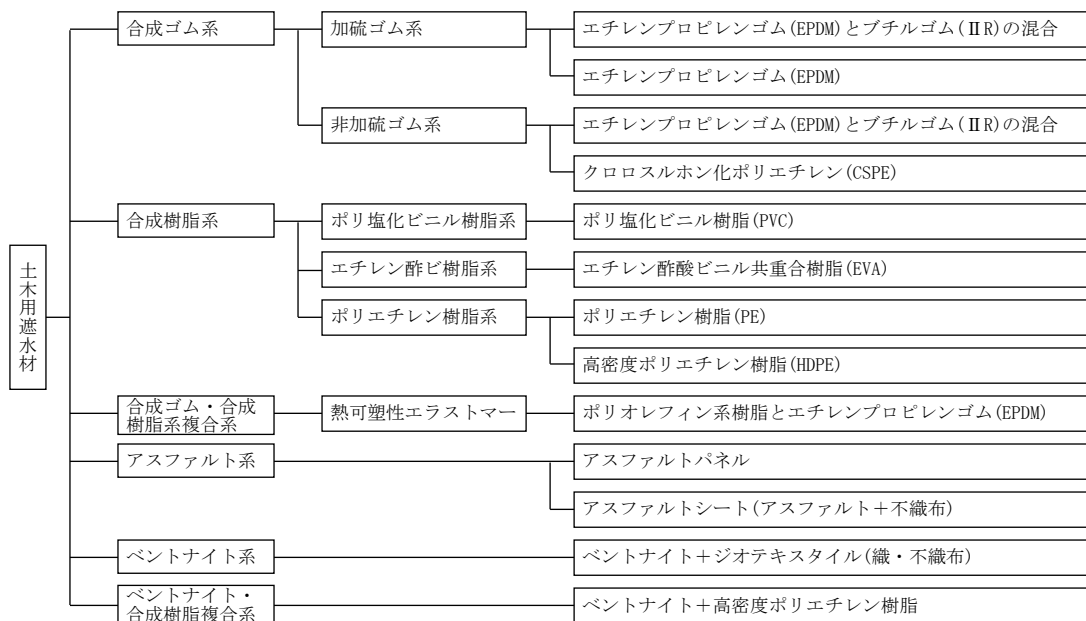 合成ゴム系
加硫ゴム系
エチレンプロピレンゴム(EPDM)とブチルゴム(ⅡR)の混合
エチレンプロピレンゴム(EPDM)
非加硫ゴム系
エチレンプロピレンゴム(EPDM)とブチルゴム(ⅡR)の混合
クロロスルホン化ポリエチレン(CSPE)
合成樹脂系
ポリ塩化ビニル樹脂系
ポリ塩化ビニル樹脂(PVC)
土木用遮水材
エチレン酢ビ樹脂系
エチレン酢酸ビニル共重合樹脂(EVA)
ポリエチレン樹脂系
ポリエチレン樹脂(PE)
高密度ポリエチレン樹脂(HDPE)
合成ゴム・合成
樹脂系複合系
熱可塑性エラストマー
ポリオレフィン系樹脂とエチレンプロピレンゴム(EPDM)
アスファルト系
アスファルトパネル
アスファルトシート(アスファルト＋不織布)
ベントナイト系
ベントナイト＋ジオテキスタイル(織・不織布)
ベントナイト・
合成樹脂複合系
ベントナイト＋高密度ポリエチレン樹脂